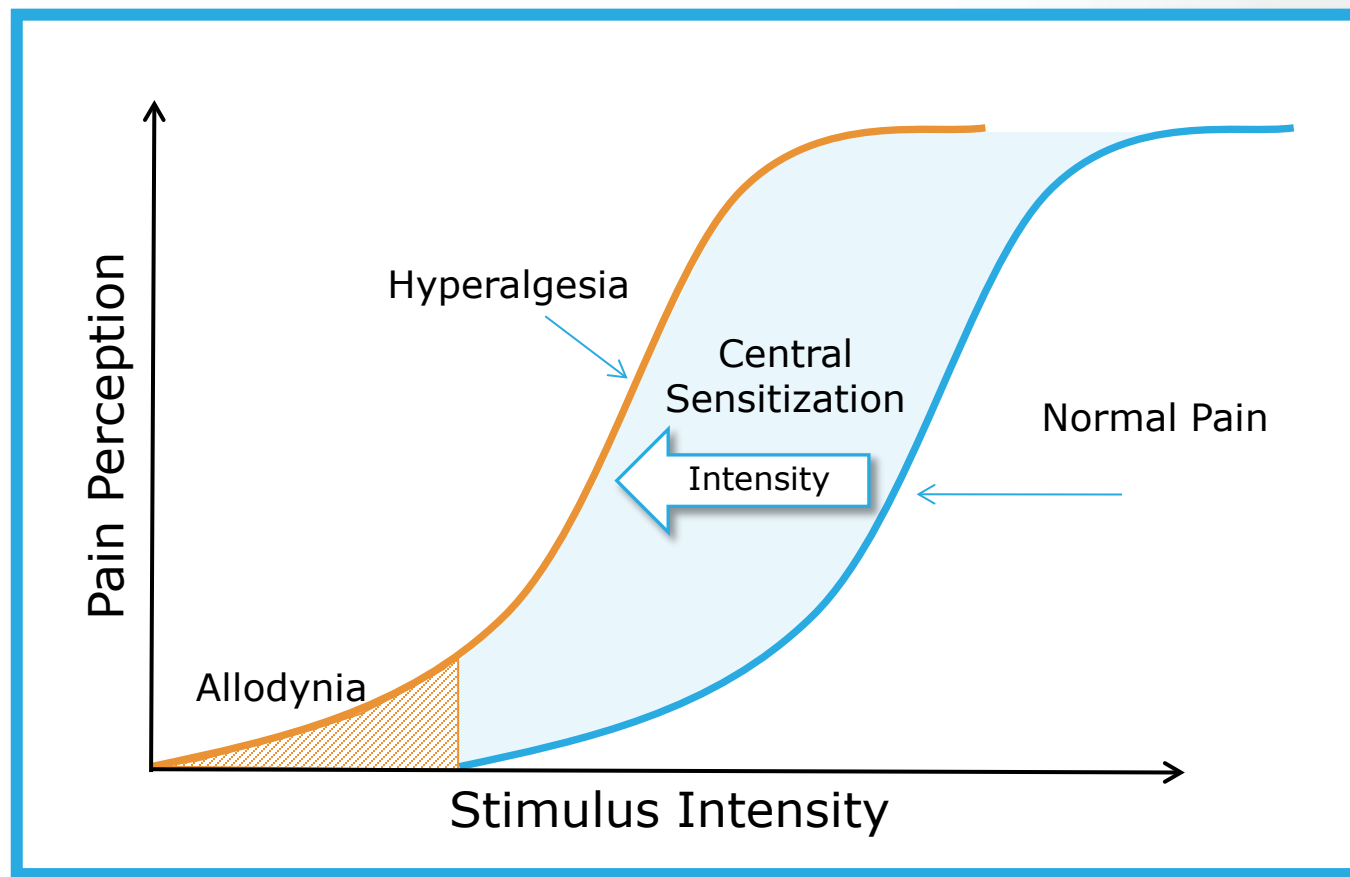 Pain Perception
Hyperalgesia
Central
Sensitization
Intensity
Normal Pain
Allodynia
Stimulus Intensity